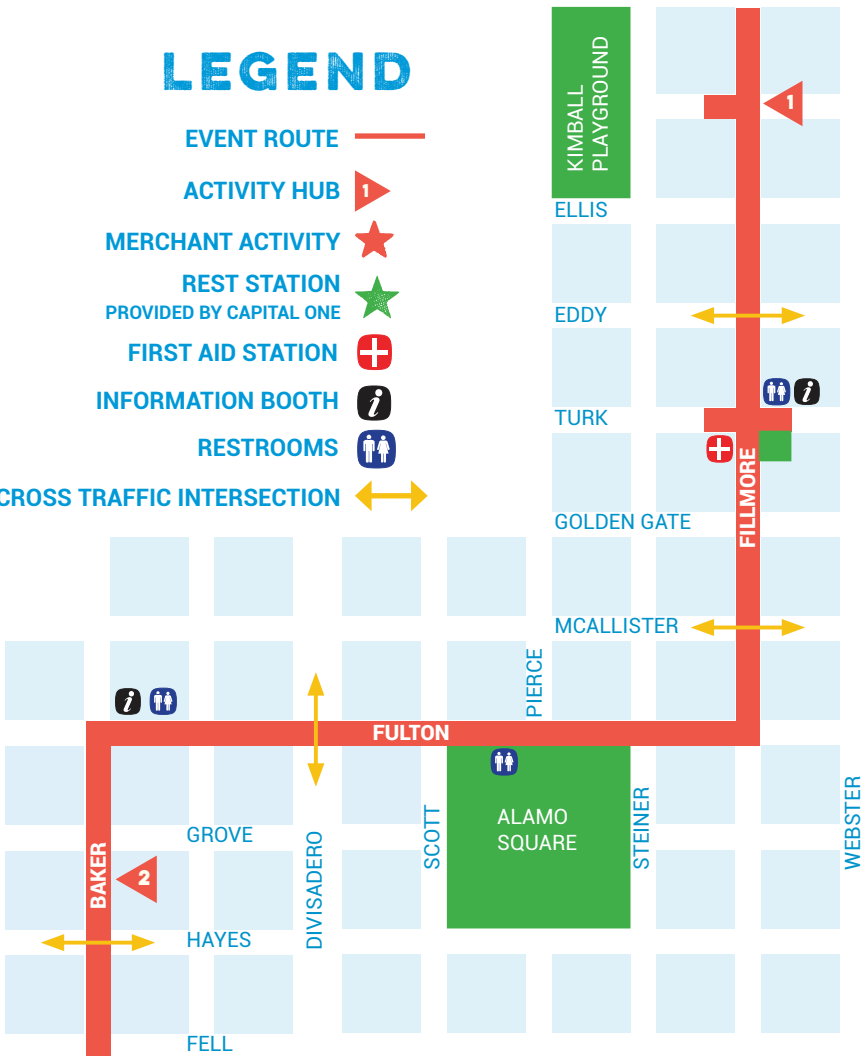 LEGEND
EVENT ROUTE
ACTIVITY HUB 1
MERCHANT ACTIVITY
REST STATION
PROVIDED BY CAPITAL ONE
FIRST AID STATION
INFORMATION BOOTH i
RESTROOMS
CROSS TRAFFIC INTERSECTION
KIMBALL
PLAYGROUND
1
ELLIS
EDDY
i
TURK
FILLMORE
GOLDEN GATE
MCALLISTER
PIERCE
i
FULTON
ALAMO
SQUARE
SCOTT
STEINER
WEBSTER
GROVE
DIVISADERO
BAKER
2
HAYES
FELL